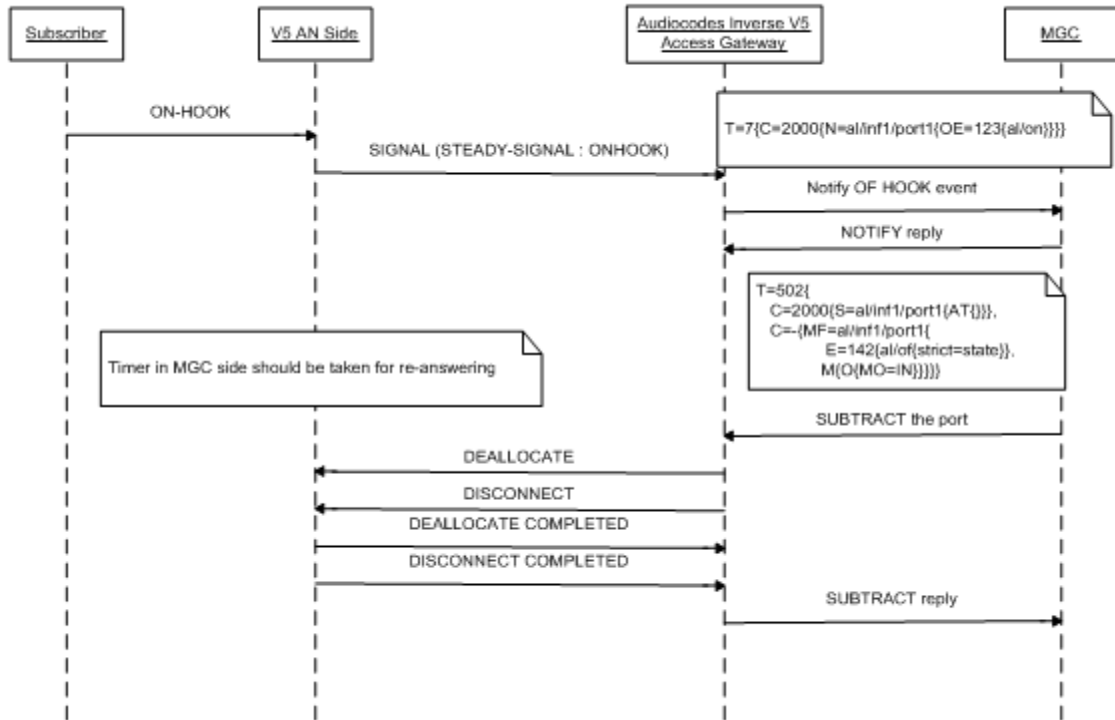 Subscriber
V5 AN Side
Audiocodes Inverse V5
Access Gateway
MGC
ON-HOOK
T=7{C=2000{N=al/inf1/port1{OE=123{al/on}}}}
SIGNAL (STEADY-SIGNAL : ONHOOK)
Notify OF HOOK event
NOTIFY reply
T=502{
C=2000{S=al/inf1/port1{AT{}}},
C=-{MF=al/inf1/port1{
E=142{al/of{strict=state}},
M{O{MO=IN}}}}}
Timer in MGC side should be taken for re-answering
SUBTRACT the port
DEALLOCATE
DISCONNECT
DEALLOCATE COMPLETED
DISCONNECT COMPLETED
SUBTRACT reply